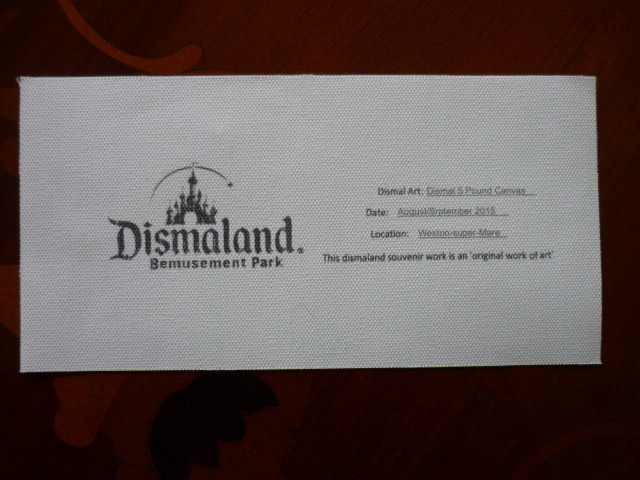 Dismaland.
Bemusement Park
Dismal Art: Dismal 5 Pound Canvas
Date: August/Srptember 2015
Location: Weston-super-Mare
This dismaland souvenir work is an 'original work of art'